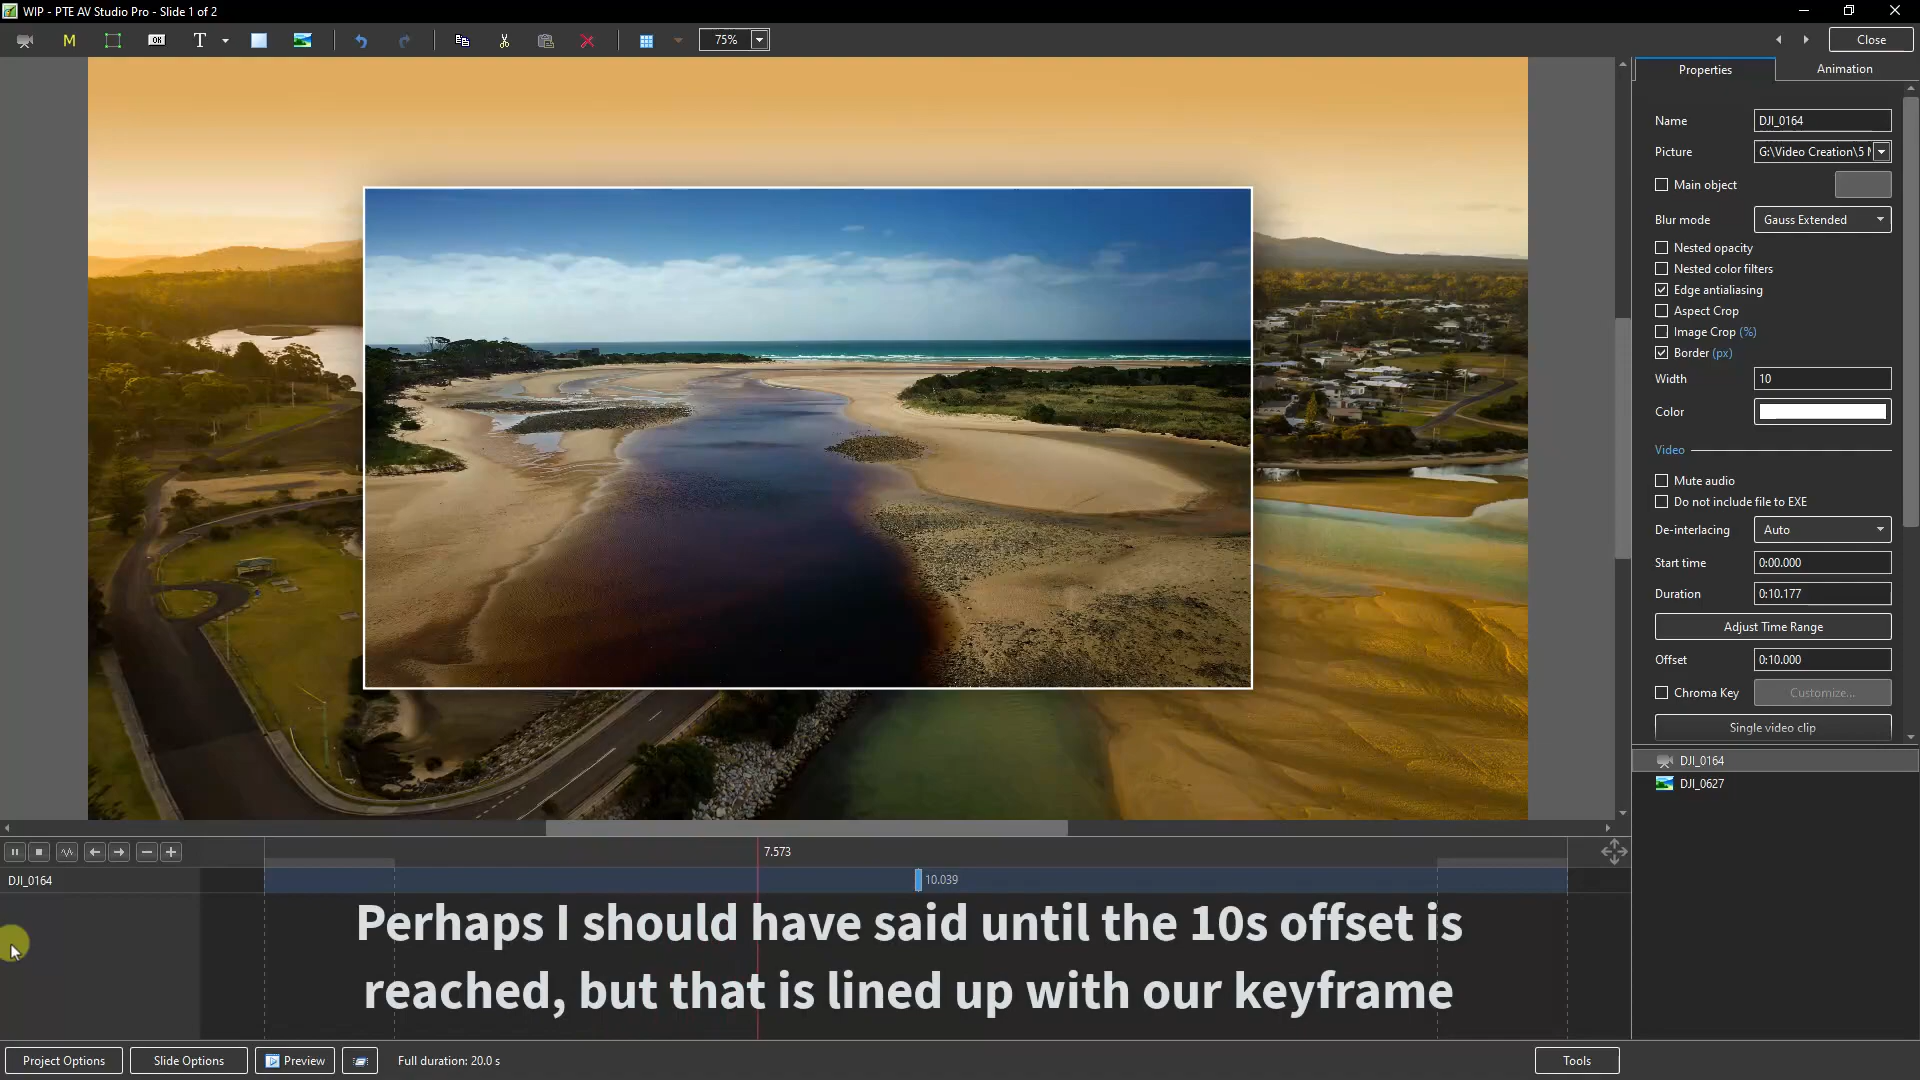 WIP - PTE AV Studio Pro - Slide 1 of 2
M
OK
T
75%
Close
Properties
Animation
Name
DJI_0164
Picture
G:\Video Creation\5
Main object
Blur mode
Gauss Extended
Nested opacity
Nested color filters
Edge antialiasing
Aspect Crop
Image Crop (%)
Border (px)
Width
10
Color
Video
Mute audio
Do not include file to EXE
De-interlacing
Auto
Start time
0:00.000
Duration
0:10.177
Adjust Time Range
Offset
0:10.000
Chroma Key
Customize...
Single video clip
DJI_0164
DJI_0627
7.573
DJI_0164
10.039
Perhaps I should have said until the 10s offset is
reached, but that is lined up with our keyframe
Project Options
Slide Options
Preview
Full duration: 20.0 s
Tools